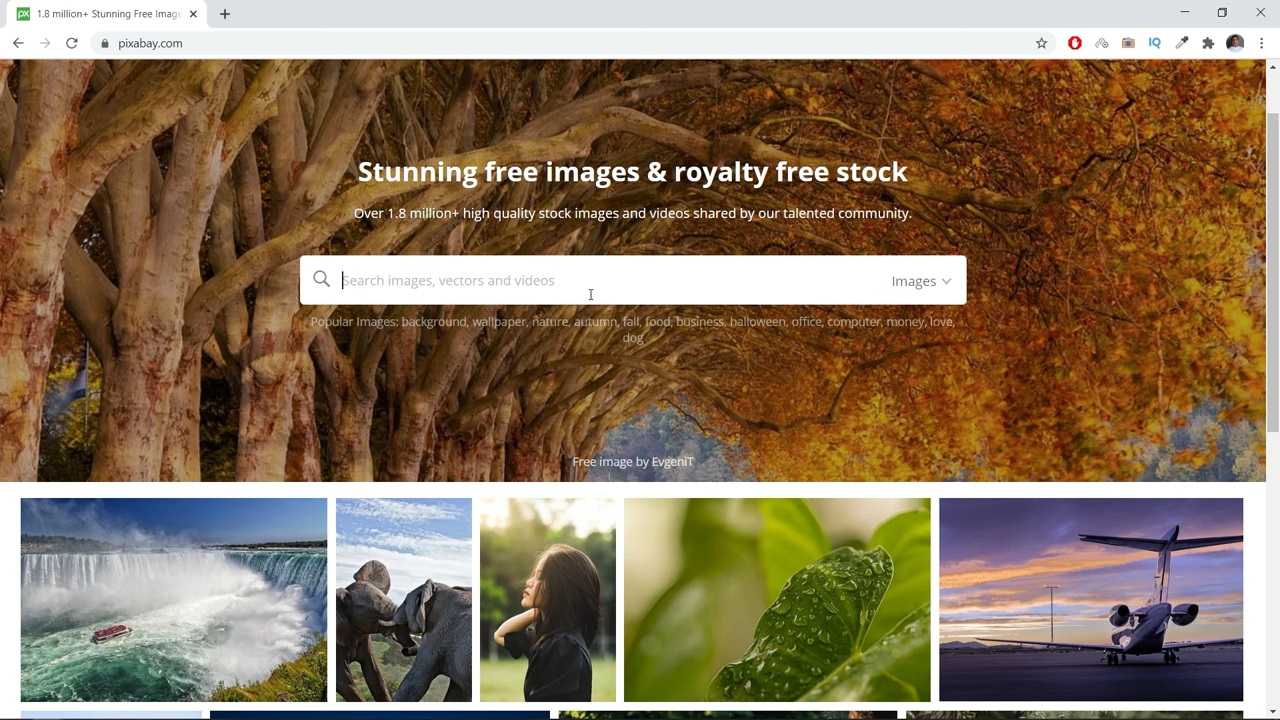 px
1.8 million+ Stunning Free Imag
pixabay.com
IQ
Stunning free images & royalty free stock
Over 1.8 million+ high quality stock images and videos shared by our talented community.
Search images, vectors and videos
Images
Popular Images: background, wallpaper, nature, autumn, fall, food, business, halloween, office, computer, money, love,
dog
Free image by EvgeniT